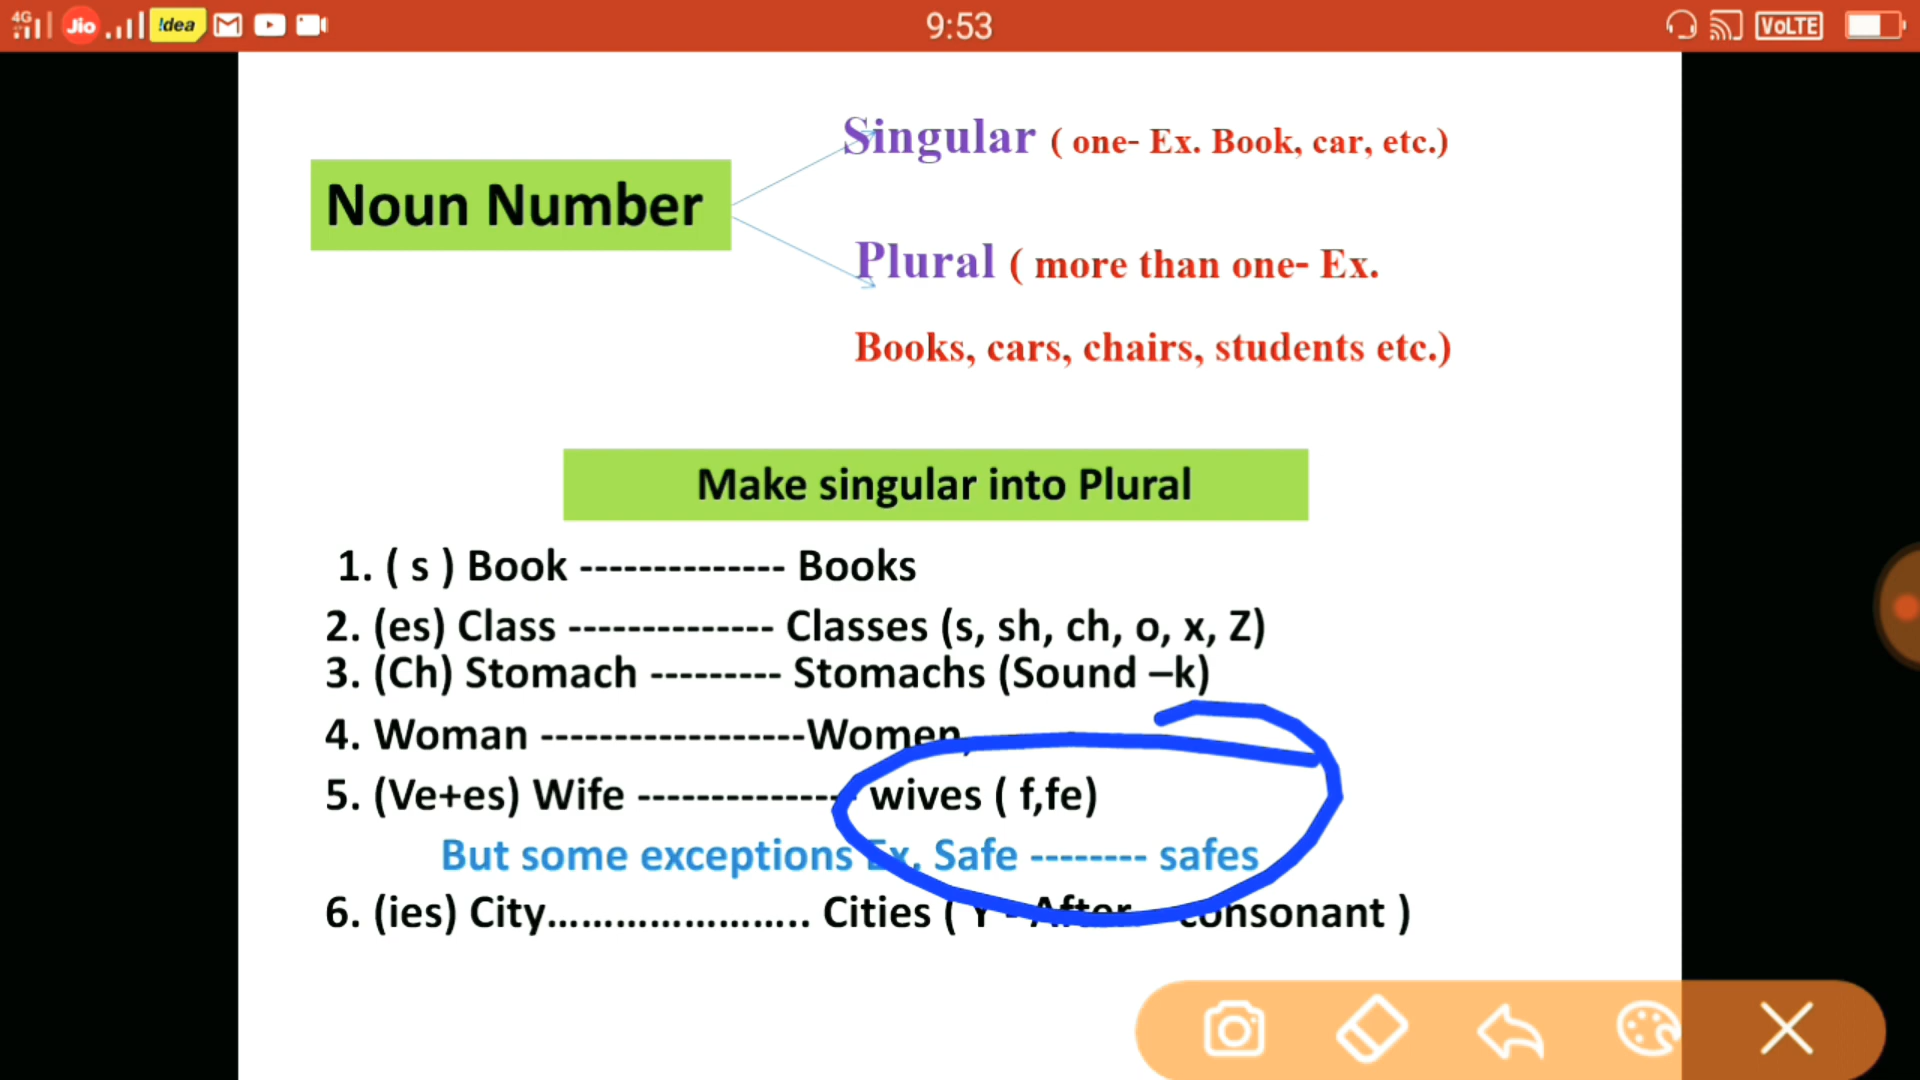 4G Jio !dea 9:53 VoLTE
Singular ( one- Ex. Book, car, etc.)
Noun Number
Plural ( more than one- Ex.
Books, cars, chairs, students etc.)
Make singular into Plural
1. ( s ) Book -------------- Books
2. (es) Class -------------- Classes (s, sh, ch, o, x, Z)
3. (Ch) Stomach --------- Stomachs (Sound –k)
4. Woman ------------------Women,
5. (Ve+es) Wife --------------- wives ( f,fe)
But some exceptions Ex. Safe -------- safes
6. (ies) City………………….. Cities ( Y - After - consonant )